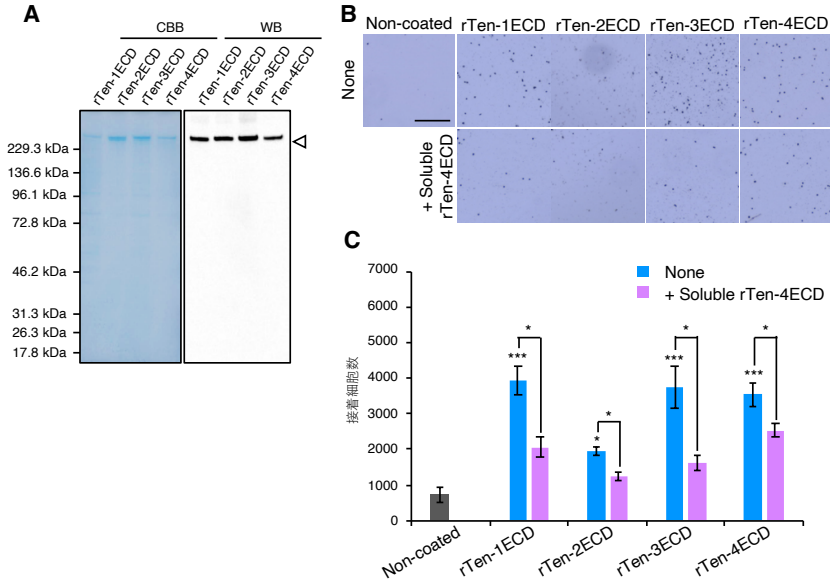 A
CBB
WB
rTen-1ECD
rTen-2ECD
rTen-3ECD
rTen-4ECD
rTen-1ECD
rTen-2ECD
rTen-3ECD
rTen-4ECD
229.3 kDa
136.6 kDa
96.1 kDa
72.8 kDa
46.2 kDa
31.3 kDa
26.3 kDa
17.8 kDa
B
Non-coated
rTen-1ECD
rTen-2ECD
rTen-3ECD
rTen-4ECD
None
+ Soluble
rTen-4ECD
C
接着細胞数
7000
6000
5000
4000
3000
2000
1000
0
None
+ Soluble rTen-4ECD
*
***
*
*
*
***
*
***
Non-coated
rTen-1ECD
rTen-2ECD
rTen-3ECD
rTen-4ECD